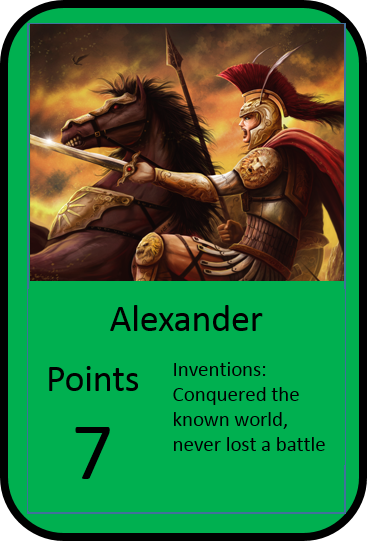 Alexander
Points
7
Inventions:
Conquered the
known world,
never lost a battle